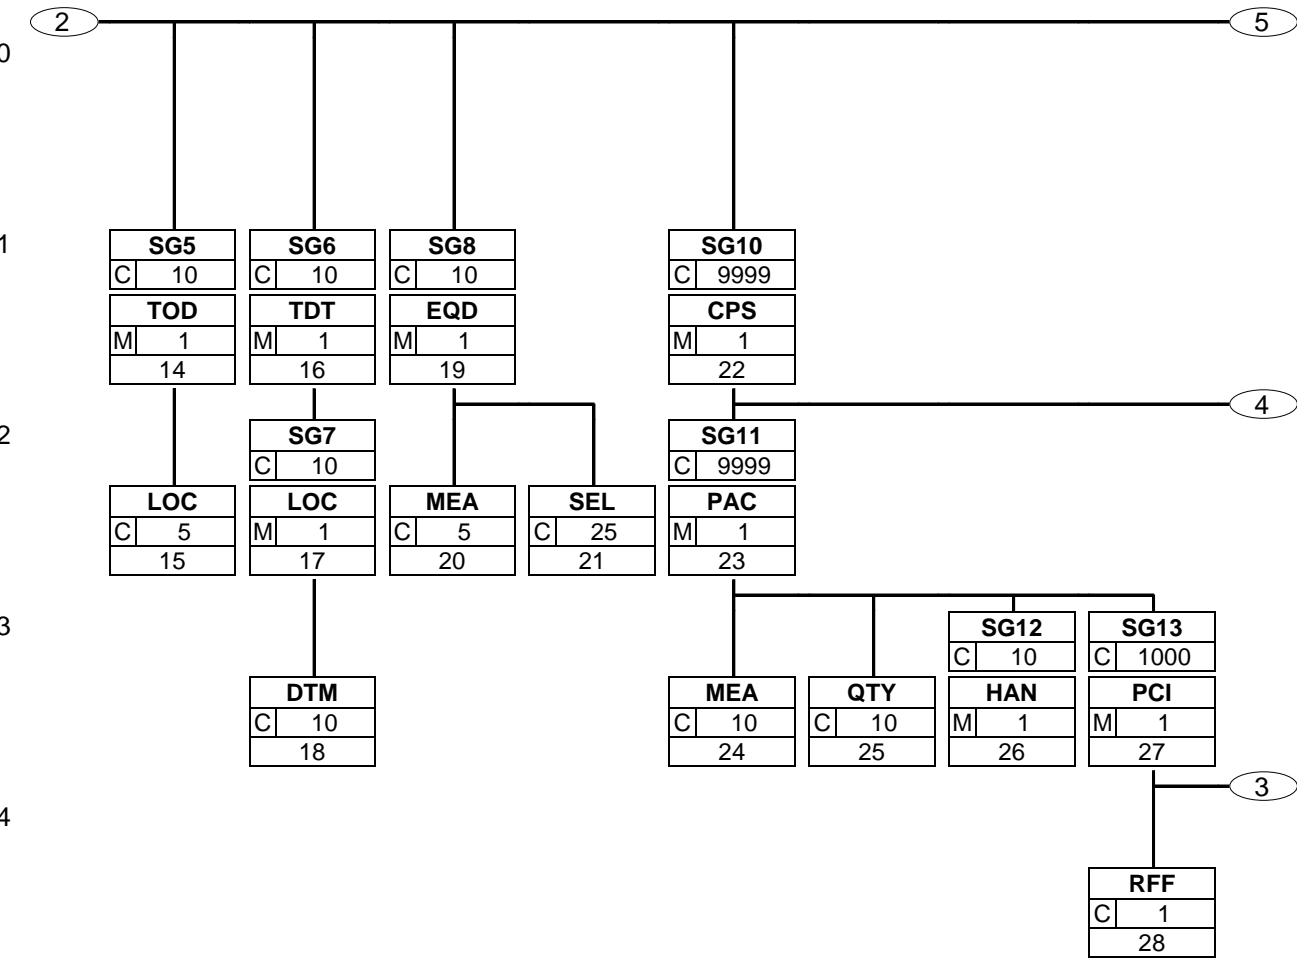 2 5
0
1
SG5 SG6 SG8 SG10
C 10 C 10 C 10 C 9999
TOD TDT EQD CPS
M 1 M 1 M 1 M 1
14 16 19 22
4
2
SG7 SG11
C 10 C 9999
LOC LOC MEA SEL PAC
C 5 M 1 C 5 C 25 M 1
15 17 20 21 23
3
SG12 SG13
C 10 C 1000
DTM MEA QTY HAN PCI
C 10 C 10 C 10 M 1 M 1
18 24 25 26 27
3
4
RFF
C 1
28